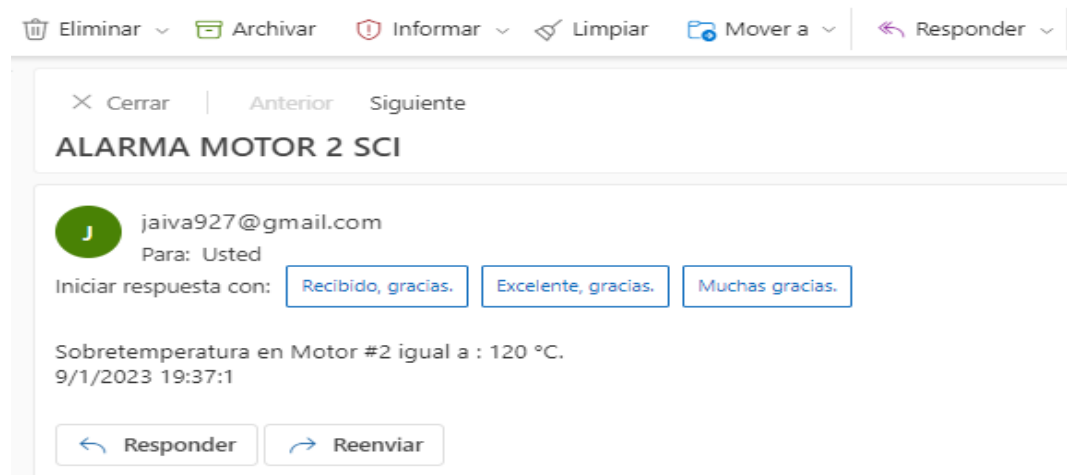 Eliminar Archivar Informar Limpiar Mover a Responder
Cerrar Anterior Siguiente
ALARMA MOTOR 2 SCI
J
jaiva927@gmail.com
Para: Usted
Iniciar respuesta con: Recibido, gracias. Excelente, gracias. Muchas gracias.
Sobretemperatura en Motor #2 igual a : 120 °C.
9/1/2023 19:37:1
Responder Reenviar